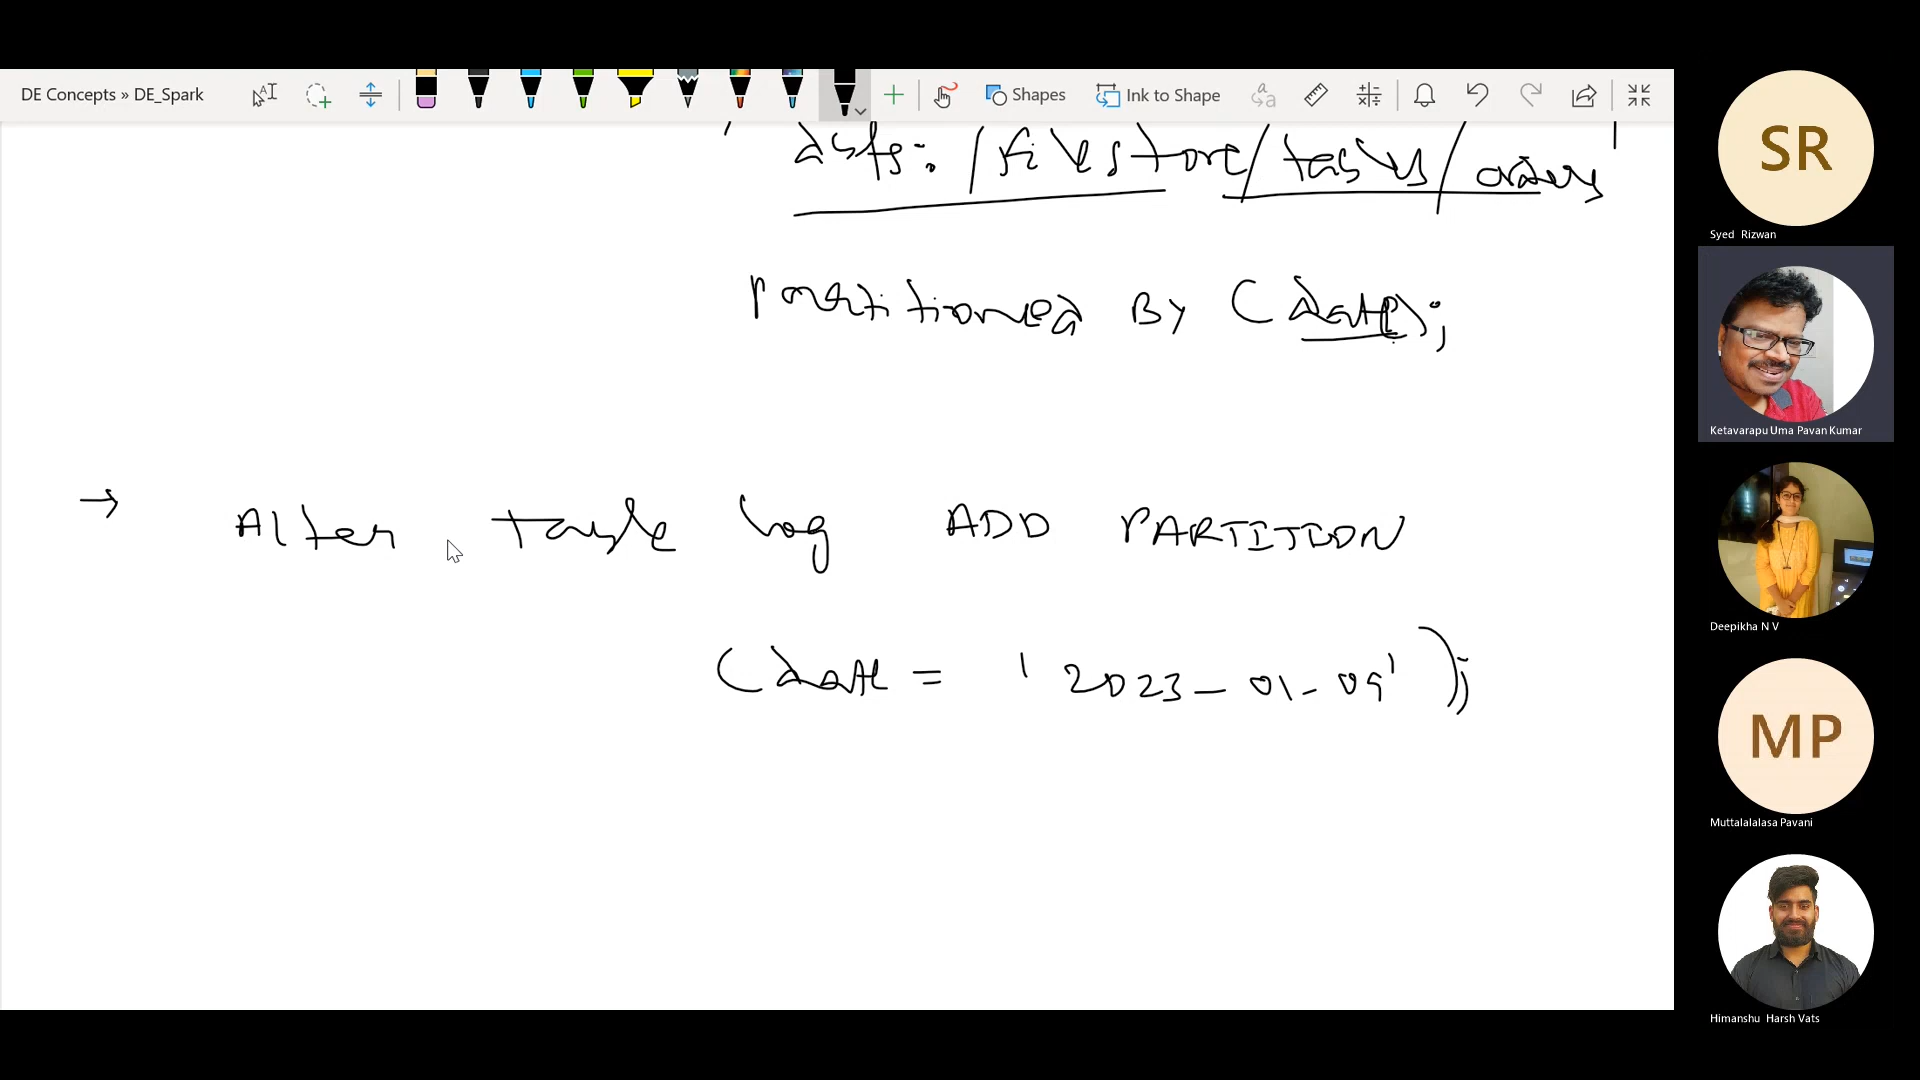 DE Concepts » DE_Spark
Shapes
Ink to Shape
' dbfs:/filestore/tasks/orders'
partitioned By (date);
→ Alter table log ADD PARTITION
(date = '2023-01-09');
SR
Syed Rizwan
Ketavarapu Uma Pavan Kumar
Deepikha N V
MP
Muttalalalasa Pavani
Himanshu Harsh Vats